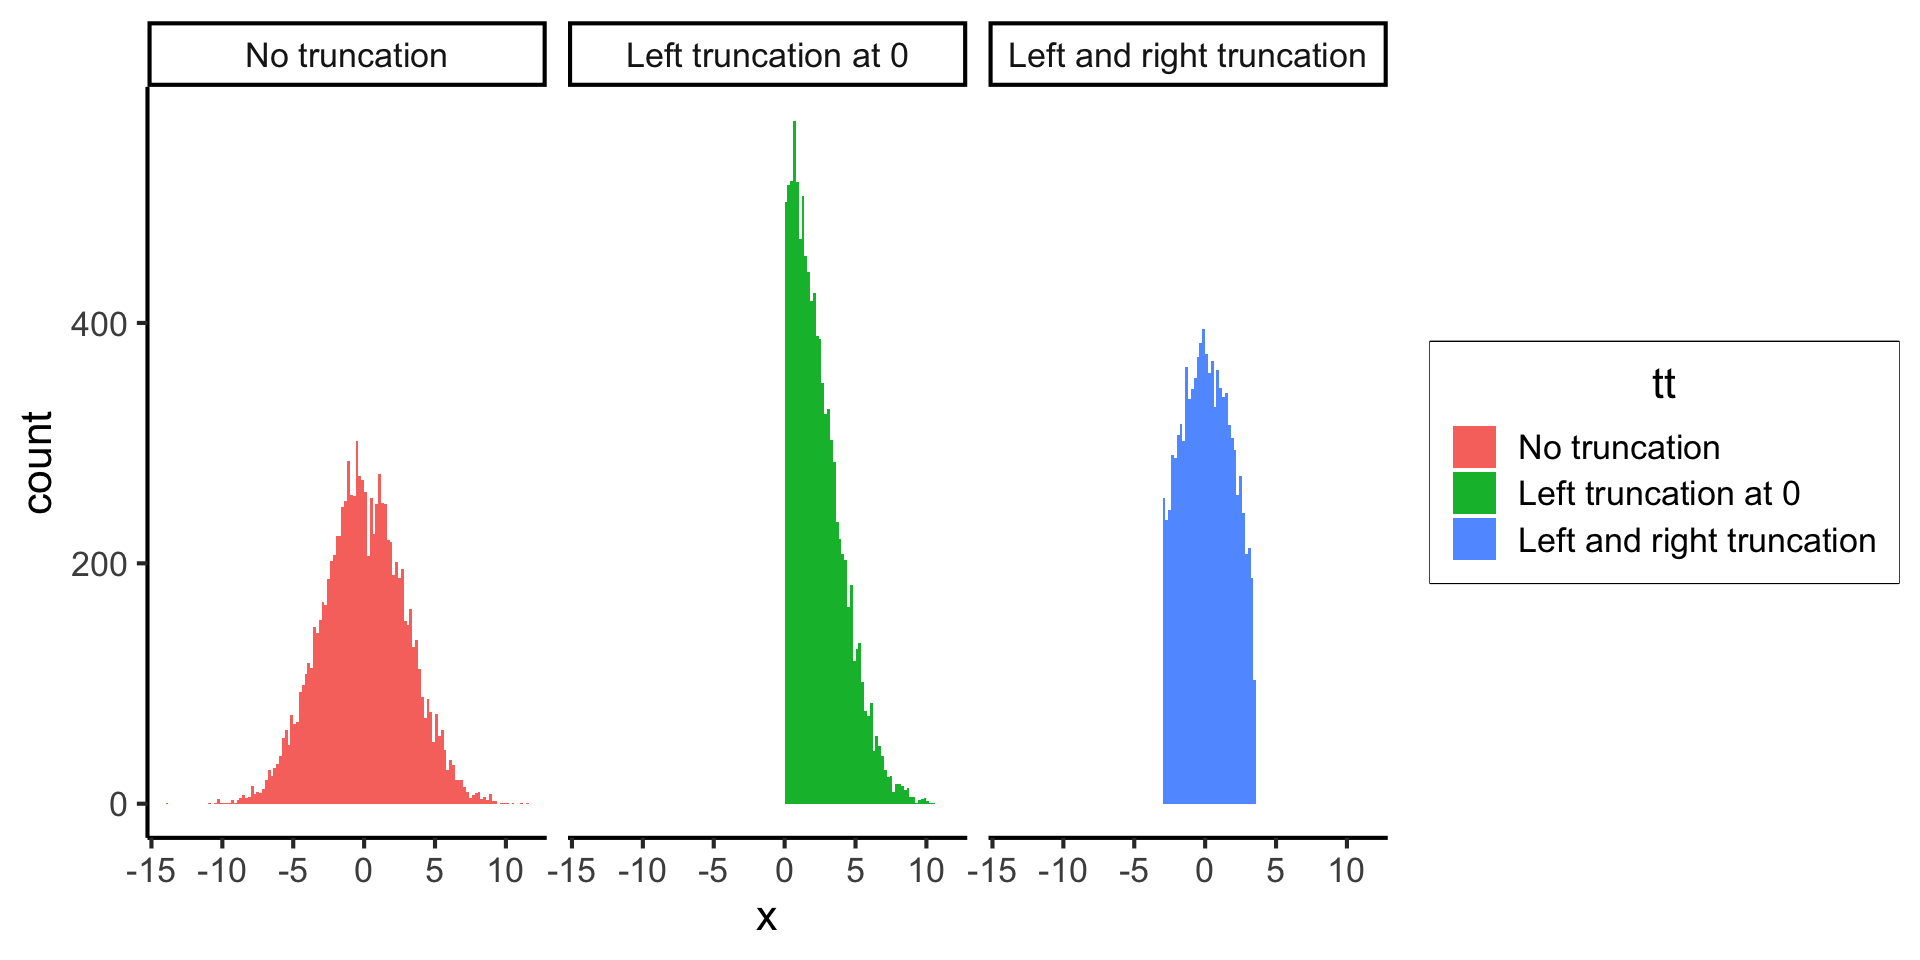 No truncation
Left truncation at 0
Left and right truncation
400
200
0
count
-15 -10 -5 0 5 10
-15 -10 -5 0 5 10
-15 -10 -5 0 5 10
x
tt
No truncation
Left truncation at 0
Left and right truncation